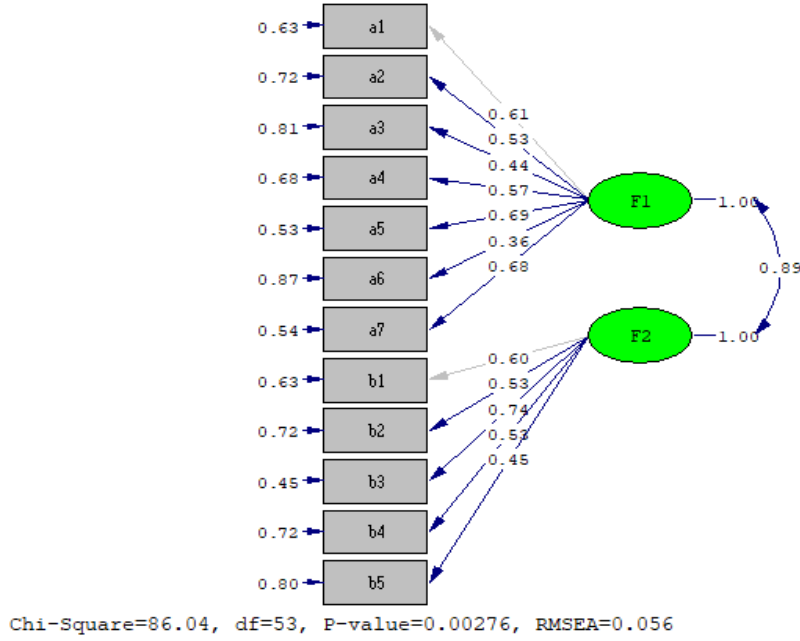 0.63 a1
0.72 a2
0.81 a3
0.68 a4
0.53 a5
0.87 a6
0.54 a7
0.63 b1
0.72 b2
0.45 b3
0.72 b4
0.80 b5
0.61
0.53
0.44
0.57
0.69
0.36
0.68
0.60
0.53
0.74
0.53
0.45
F1 1.00
0.89
F2 1.00
Chi-Square=86.04, df=53, P-value=0.00276, RMSEA=0.056